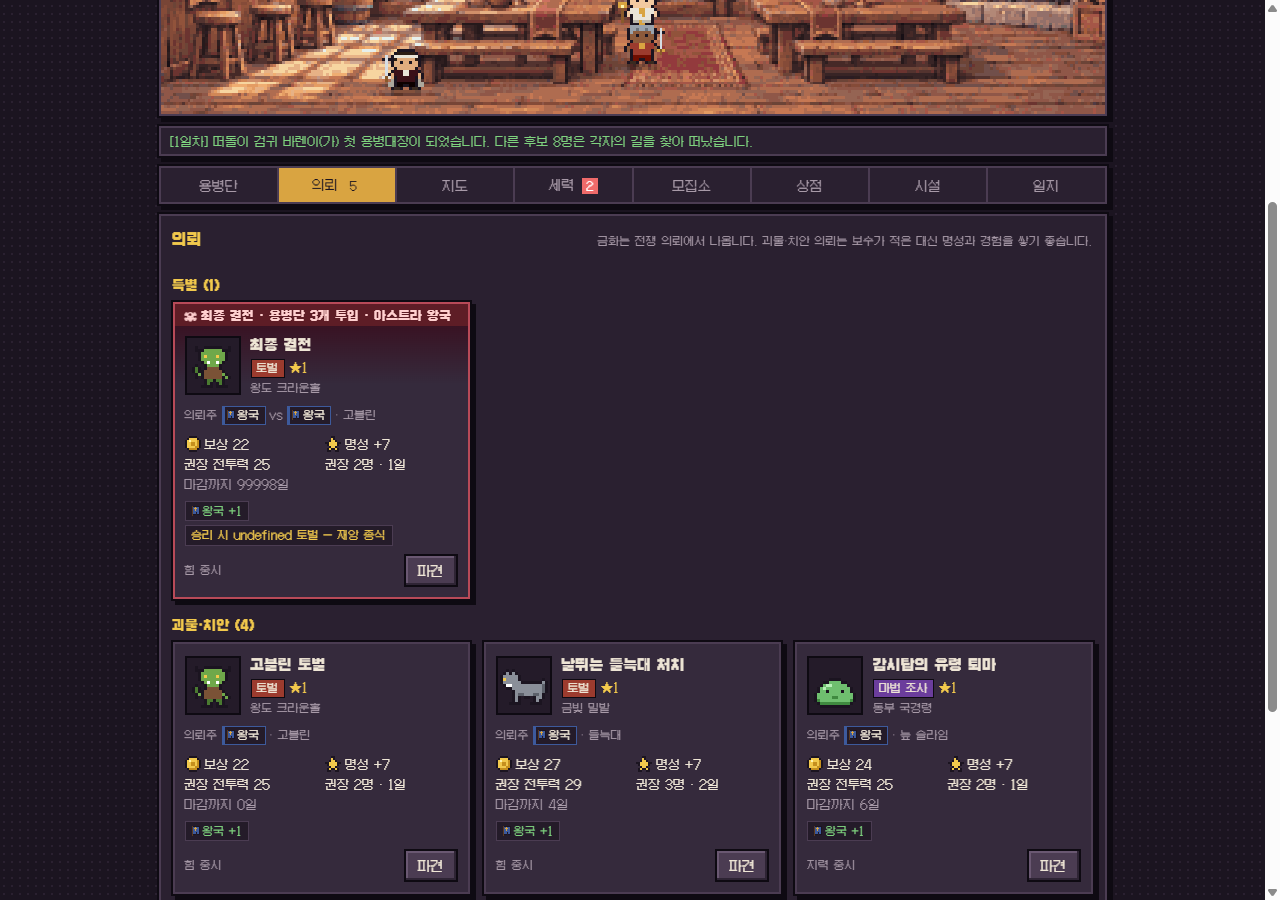 [1일차] 떠돌이 검귀 바렌이(가) 첫 용병대장이 되었습니다. 다른 후보 8명은 각자의 길을 찾아 떠났습니다.
용병단 의뢰 5 지도 세력 2 모집소 상점 시설 일지
의뢰 금화는 전쟁 의뢰에서 나옵니다. 괴물·치안 의뢰는 보수가 적은 대신 명성과 경험을 쌓기 좋습니다.
특별 (1)
최종 결전 · 용병단 3개 투입 · 아스트라 왕국
최종 결전
토벌 ★1
왕도 크라운홀
의뢰주 왕국 vs 왕국 · 고블린
보상 22 명성 +7
권장 전투력 25 권장 2명 · 1일
마감까지 99998일
왕국 +1
승리 시 undefined 토벌 — 재앙 종식
힘 중시 파견
괴물·치안 (4)
고블린 토벌
토벌 ★1
왕도 크라운홀
의뢰주 왕국 · 고블린
보상 22 명성 +7
권장 전투력 25 권장 2명 · 1일
마감까지 0일
왕국 +1
힘 중시 파견
날뛰는 들늑대 처치
토벌 ★1
금빛 밀밭
의뢰주 왕국 · 들늑대
보상 27 명성 +7
권장 전투력 29 권장 3명 · 2일
마감까지 4일
왕국 +1
힘 중시 파견
감시탑의 유령 퇴마
마법 조사 ★1
동부 국경령
의뢰주 왕국 · 늪 슬라임
보상 24 명성 +7
권장 전투력 25 권장 2명 · 1일
마감까지 6일
왕국 +1
지력 중시 파견